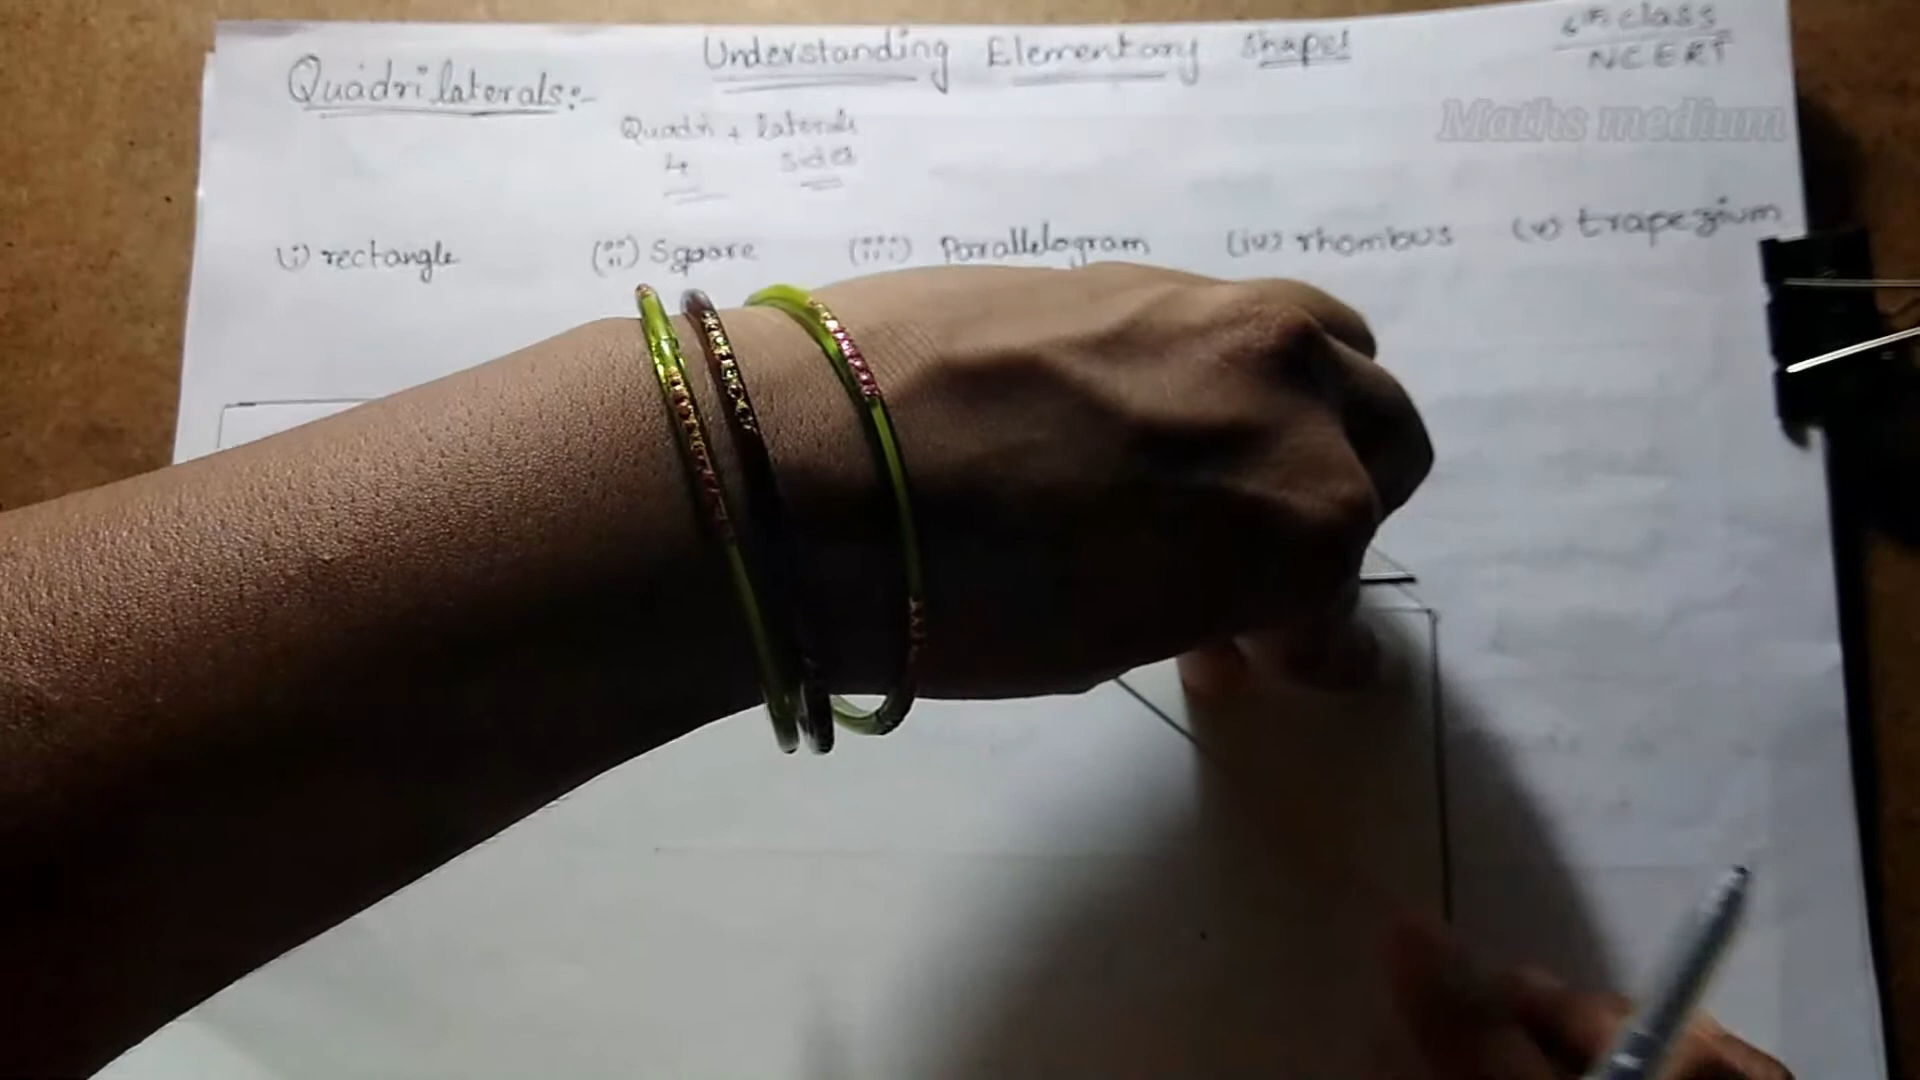 6th class
Understanding Elementary Shapes
NCERT
Quadrilaterals:-
Maths medium
Quadri + laterals
4 sides
(i) rectangle (ii) Square (iii) Parallelogram (iv) rhombus (v) trapezium